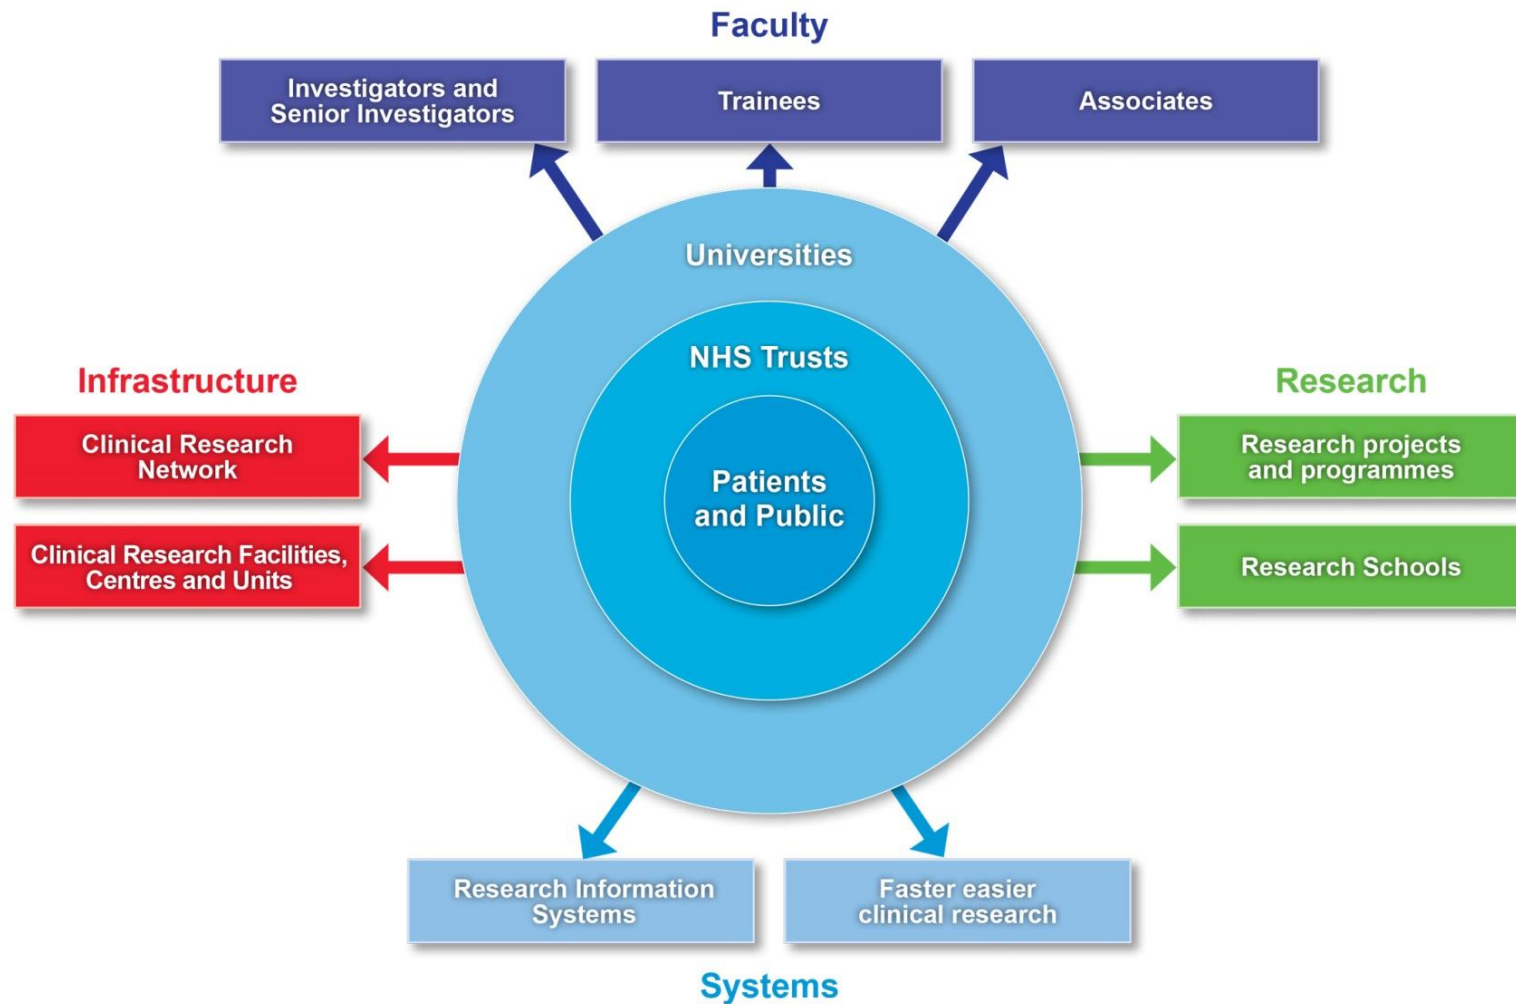 Faculty
Investigators and
Senior Investigators
Trainees
Associates
Universities
NHS Trusts
Patients
and Public
Infrastructure
Clinical Research
Network
Clinical Research Facilities,
Centres and Units
Research
Research projects
and programmes
Research Schools
Research Information
Systems
Faster easier
clinical research
Systems